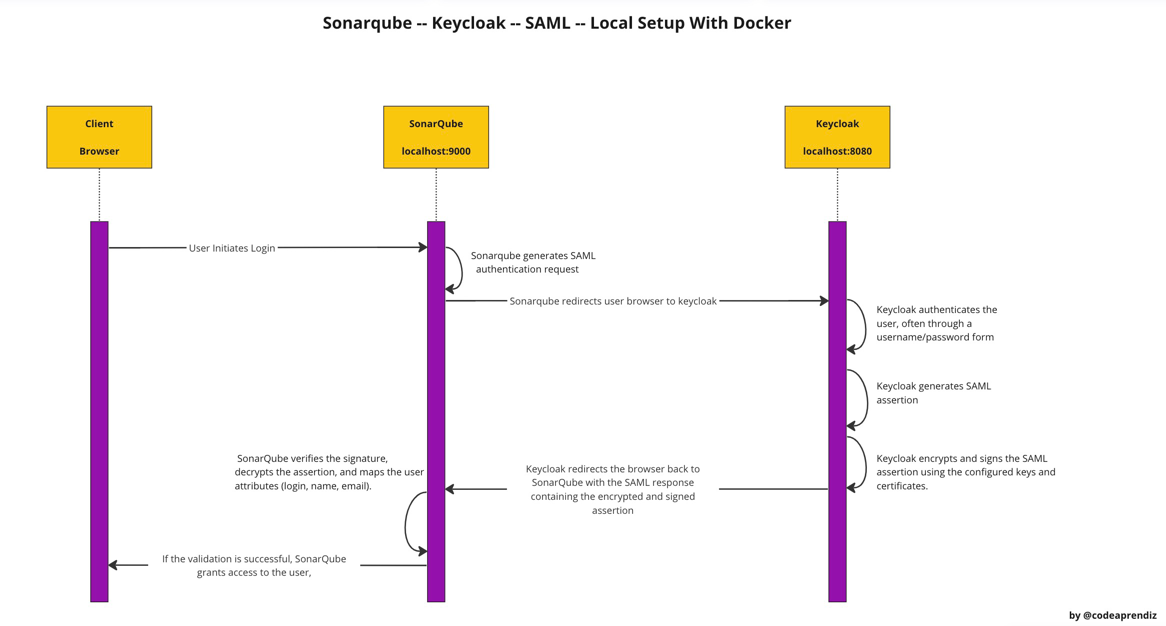 Sonarqube -- Keycloak -- SAML -- Local Setup With Docker
Client
Browser
SonarQube
localhost:9000
Keycloak
localhost:8080
User Initiates Login
Sonarqube generates SAML
authentication request
Sonarqube redirects user browser to keycloak
Keycloak authenticates the
user, often through a
username/password form
Keycloak generates SAML
assertion
Keycloak encrypts and signs the SAML
assertion using the configured keys and
certificates.
Keycloak redirects the browser back to
SonarQube with the SAML response
containing the encrypted and signed
assertion
SonarQube verifies the signature,
decrypts the assertion, and maps the user
attributes (login, name, email).
If the validation is successful, SonarQube
grants access to the user,
by @codeaprendiz